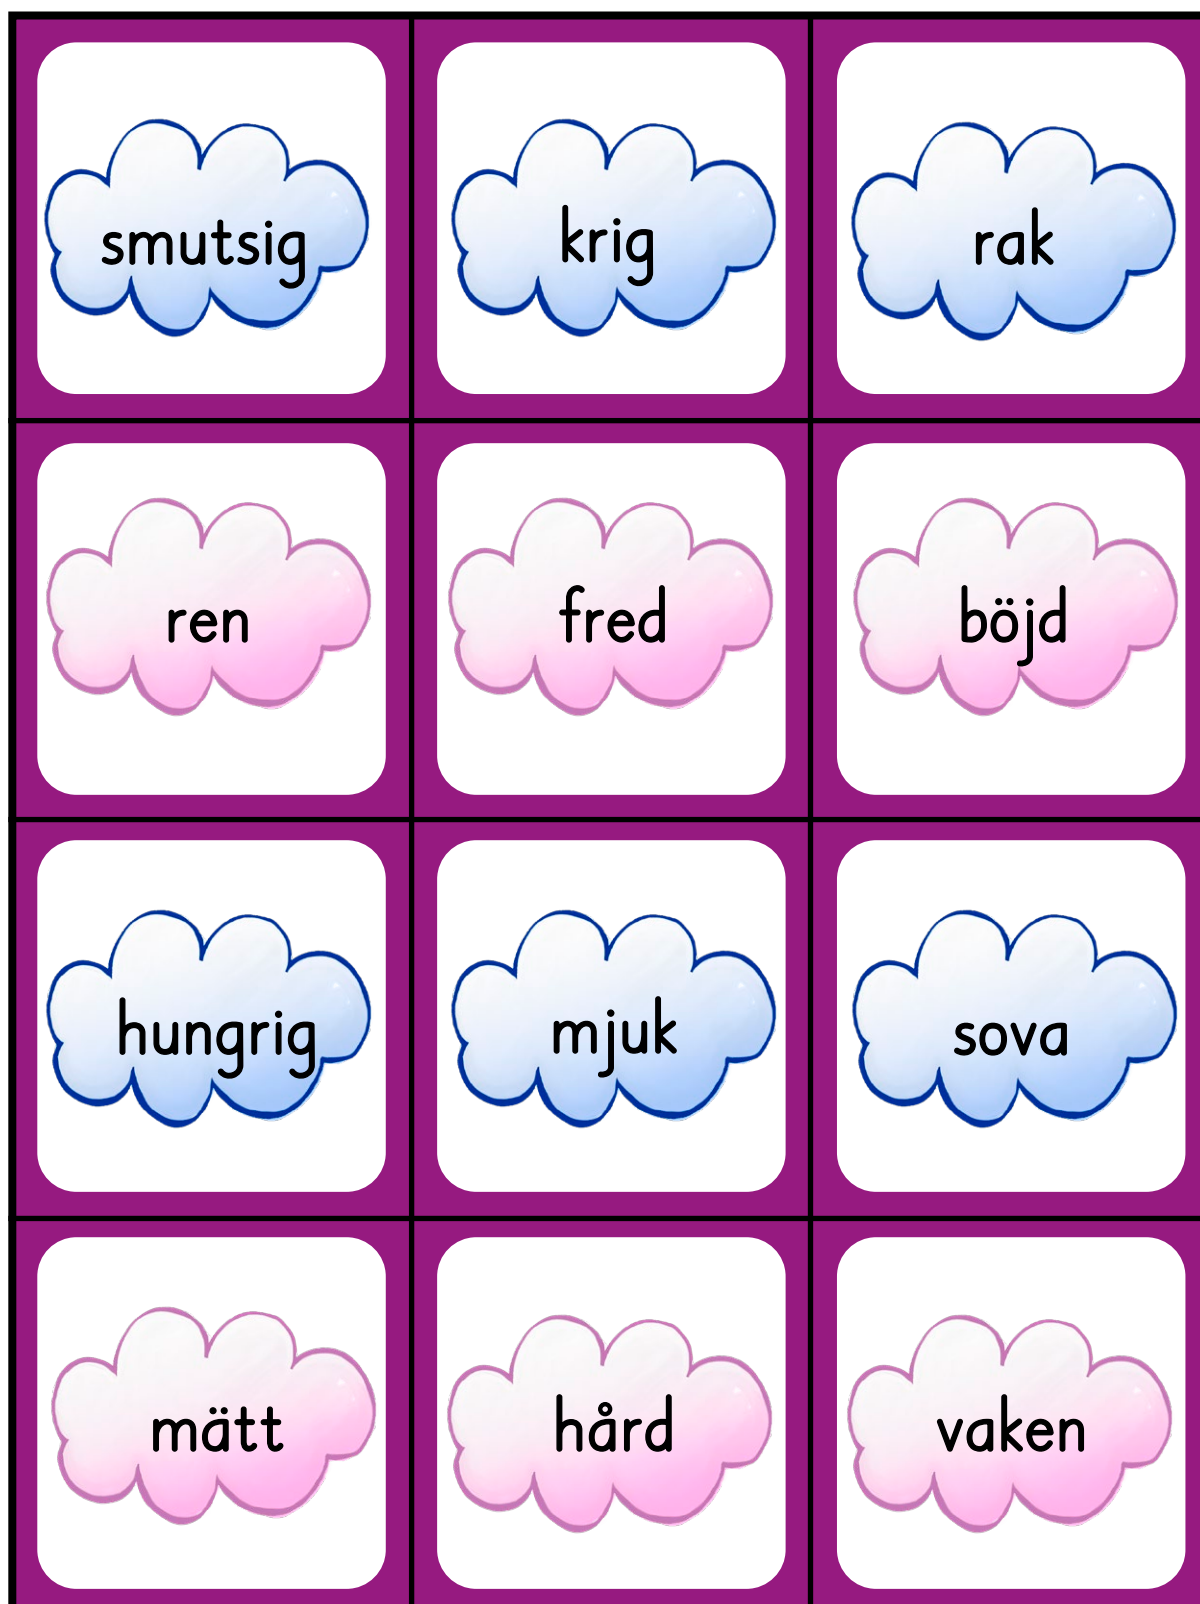 smutsig
krig
rak
ren
fred
böjd
hungrig
mjuk
sova
mätt
hård
vaken